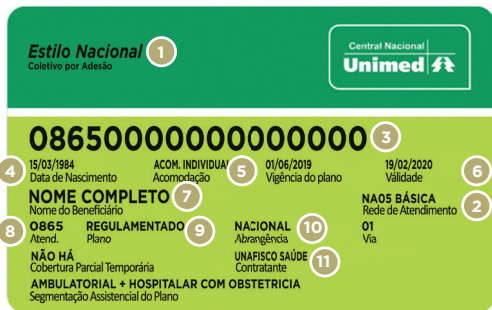 Estilo Nacional 1
Coletivo por Adesão
Central Nacional
Unimed
08650000000000000 3
4 15/03/1984 ACOM. INDIVIDUAL 5 01/06/2019 19/02/2020 6
Data de Nascimento Acomodação Vigência do plano Válidade
NOME COMPLETO 7 NA05 BÁSICA 2
Nome do Beneficiário Rede de Atendimento
8 0865 REGULAMENTADO 9 NACIONAL 10 01
Atend. Plano Abrangência Via
NÃO HÁ UNAFISCO SAÚDE 11
Cobertura Parcial Temporária Contratante
AMBULATORIAL + HOSPITALAR COM OBSTETRICIA
Segmentação Assistencial do Plano